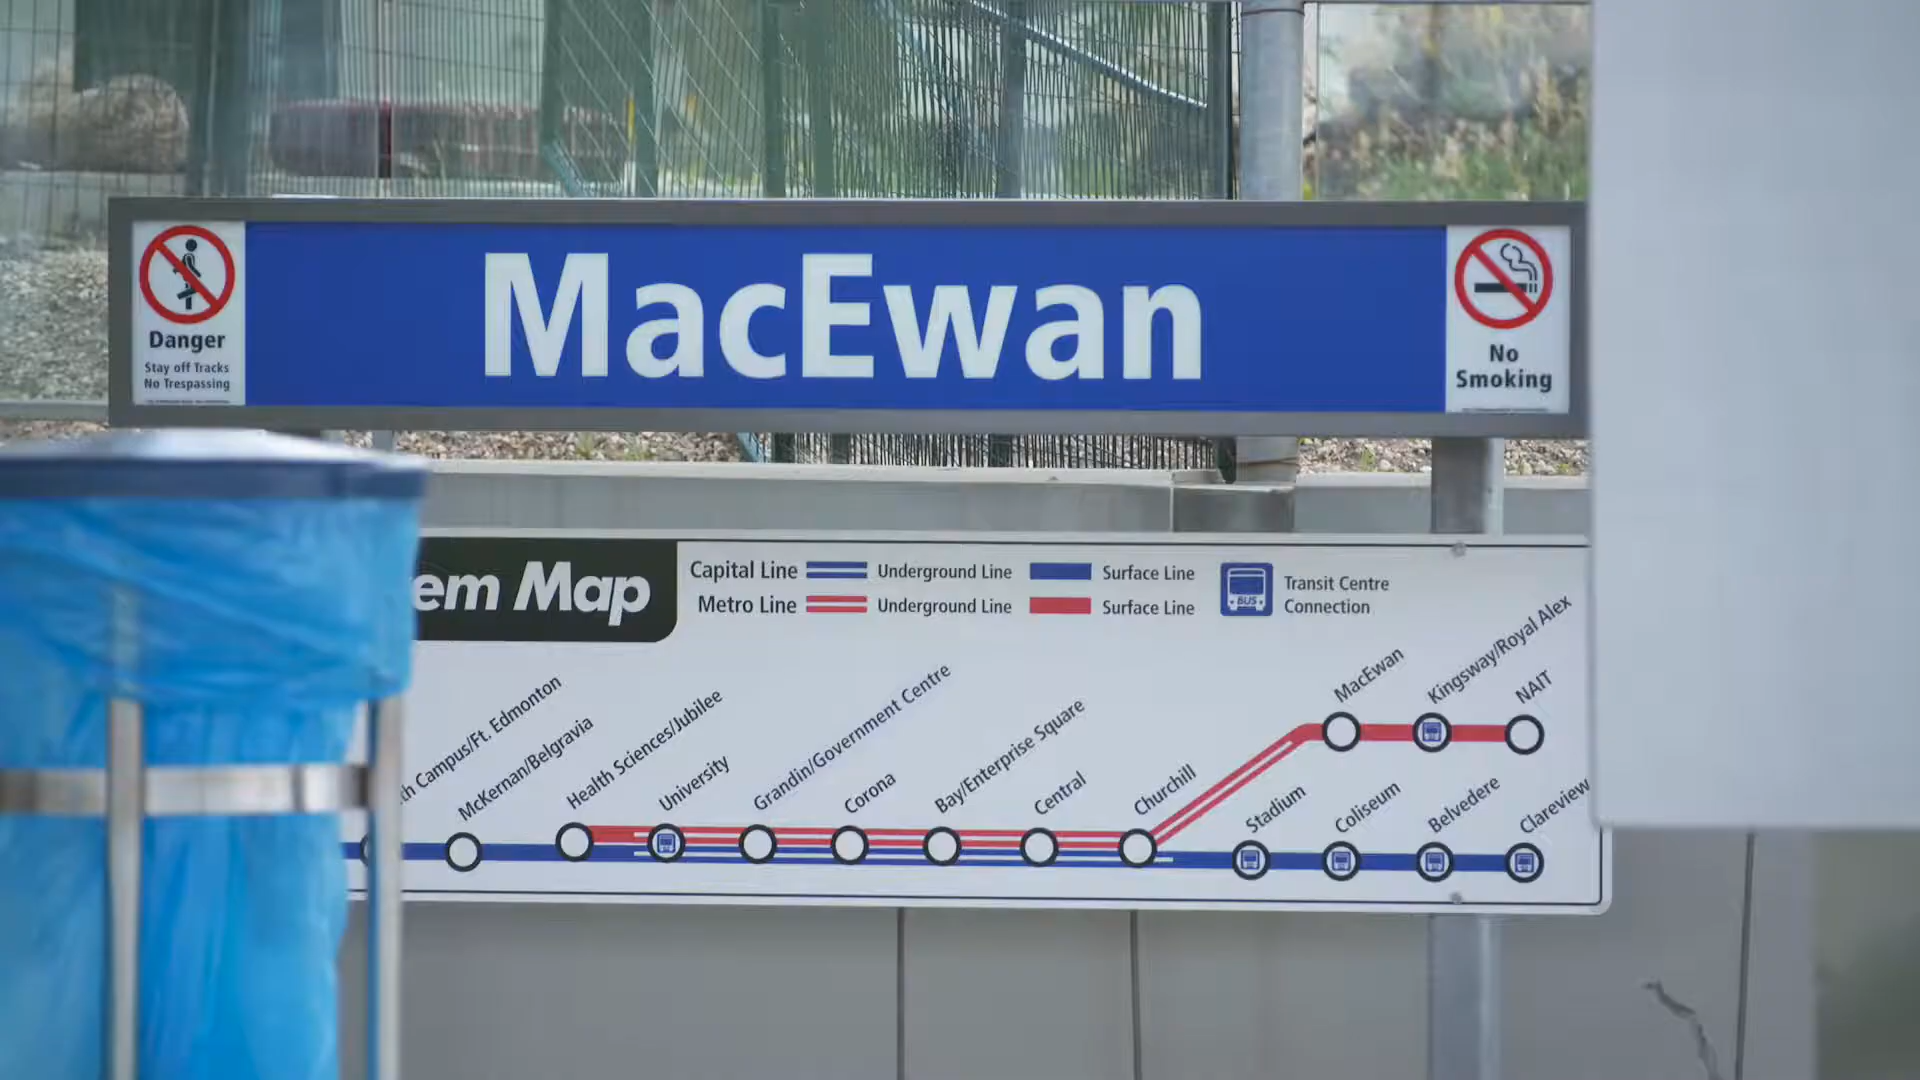 MacEwan
Danger
Stay off Tracks
No Trespassing
No
Smoking
em Map
Capital Line
Underground Line
Surface Line
Metro Line
Underground Line
Surface Line
BUS
Transit Centre
Connection
th Campus/Ft. Edmonton
McKernan/Belgravia
Health Sciences/Jubilee
University
Grandin/Government Centre
Corona
Bay/Enterprise Square
Central
Churchill
MacEwan
Kingsway/Royal Alex
NAIT
Stadium
Coliseum
Belvedere
Clareview